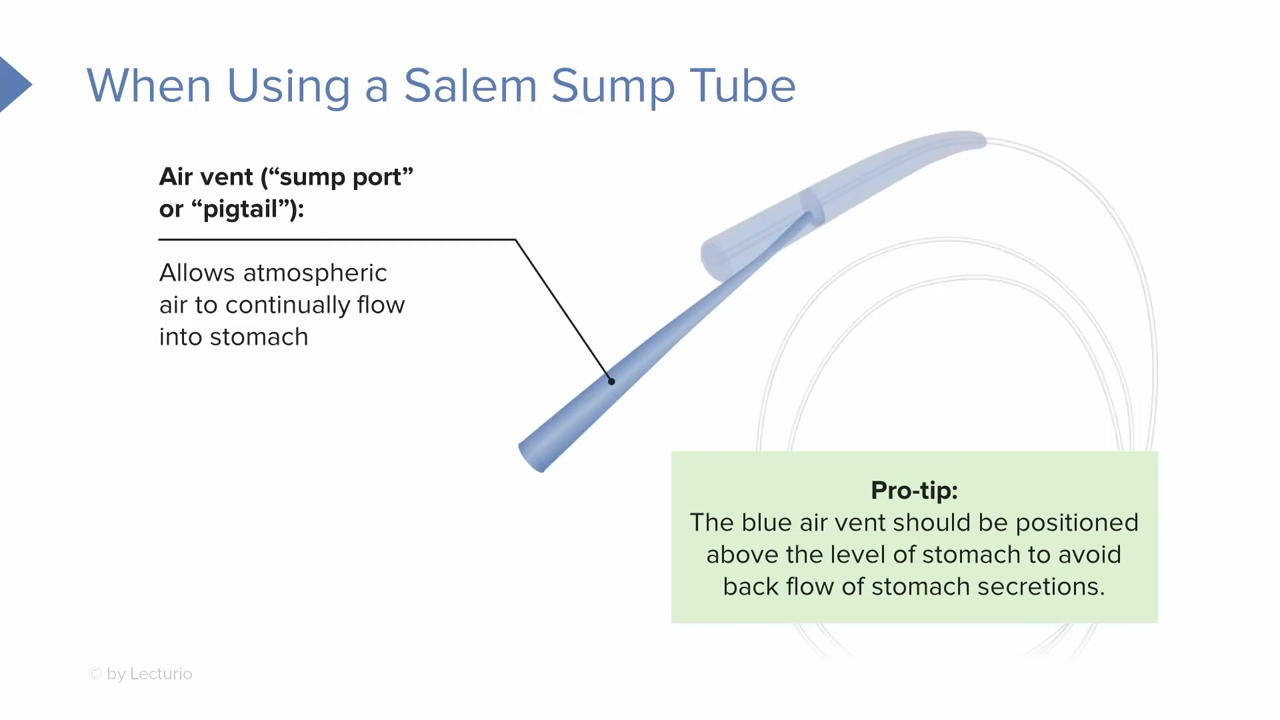 When Using a Salem Sump Tube
Air vent (“sump port”
or “pigtail”):
Allows atmospheric
air to continually flow
into stomach
Pro-tip:
The blue air vent should be positioned
above the level of stomach to avoid
back flow of stomach secretions.
© by Lecturio